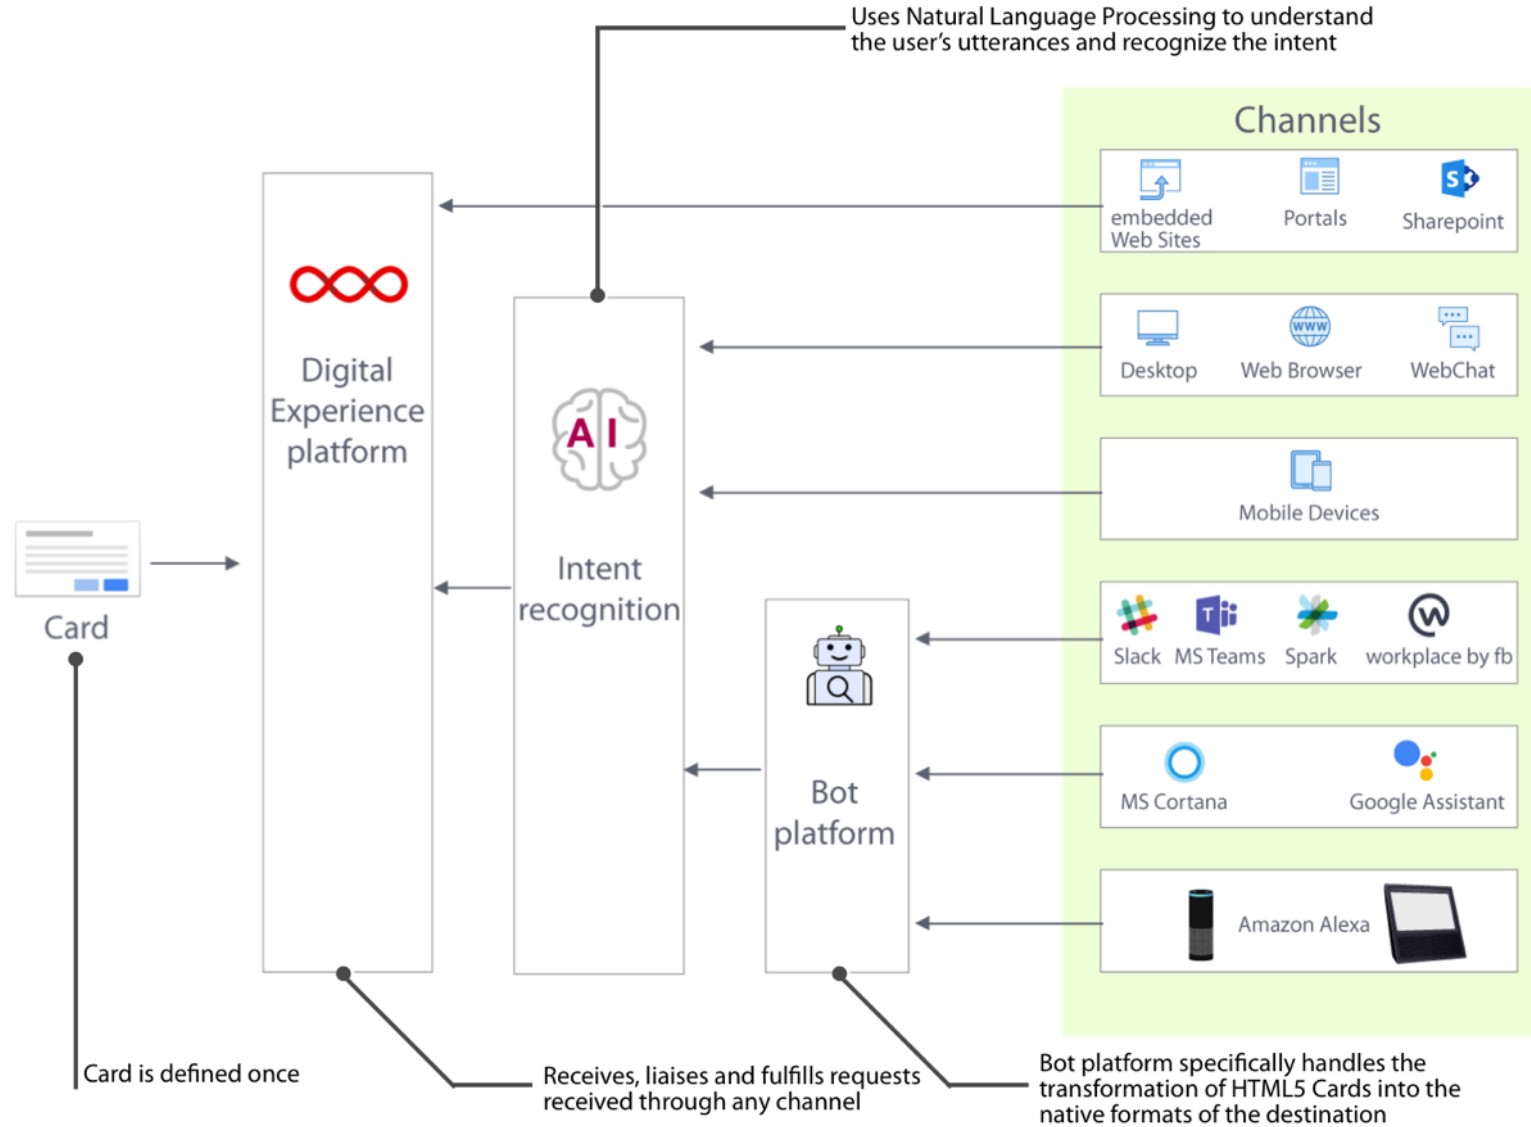 Uses Natural Language Processing to understand
the user's utterances and recognize the intent
Channels
embedded
Web Sites
Portals
Sharepoint
Digital
Experience
platform
Desktop
Web Browser
WebChat
AI
Mobile Devices
Intent
recognition
Card
Slack
MS Teams
Spark
workplace by fb
Bot
platform
MS Cortana
Google Assistant
Amazon Alexa
Card is defined once
Receives, liaises and fulfills requests
received through any channel
Bot platform specifically handles the
transformation of HTML5 Cards into the
native formats of the destination
S
WWW
T
W